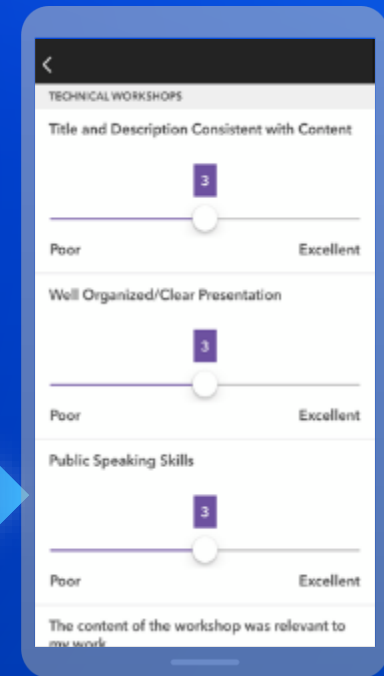 TECHNICAL WORKSHOPS
Title and Description Consistent with Content
3
Poor Excellent
Well Organized/Clear Presentation
3
Poor Excellent
Public Speaking Skills
3
Poor Excellent
The content of the workshop was relevant to
my work